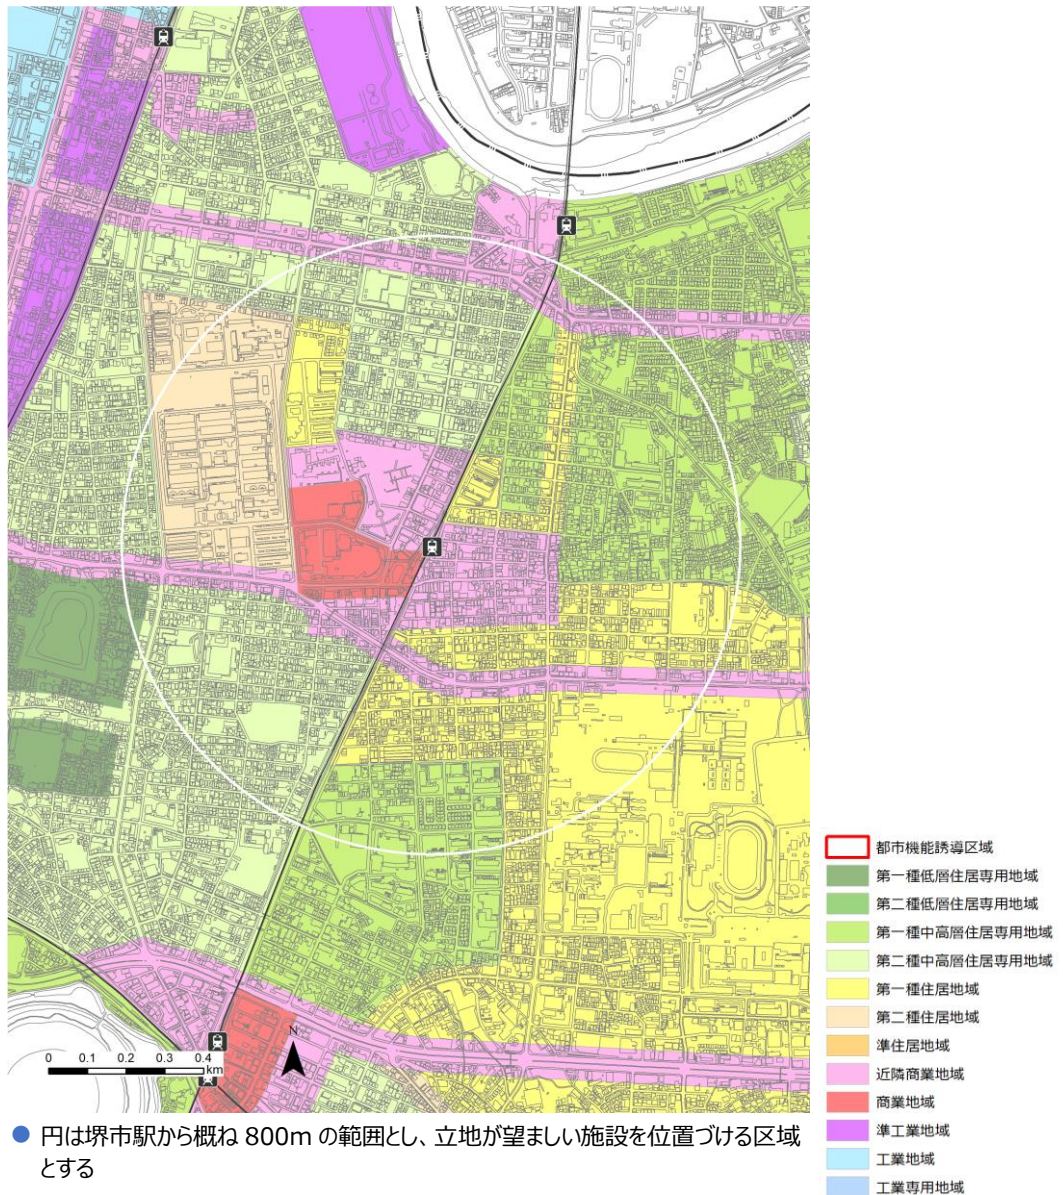 N
0 0.1 0.2 0.3 0.4
km
● 円は堺市駅から概ね 800m の範囲とし、立地が望ましい施設を位置づける区域
とする
都市機能誘導区域
第一種低層住居専用地域
第二種低層住居専用地域
第一種中高層住居専用地域
第二種中高層住居専用地域
第一種住居地域
第二種住居地域
準住居地域
近隣商業地域
商業地域
準工業地域
工業地域
工業専用地域